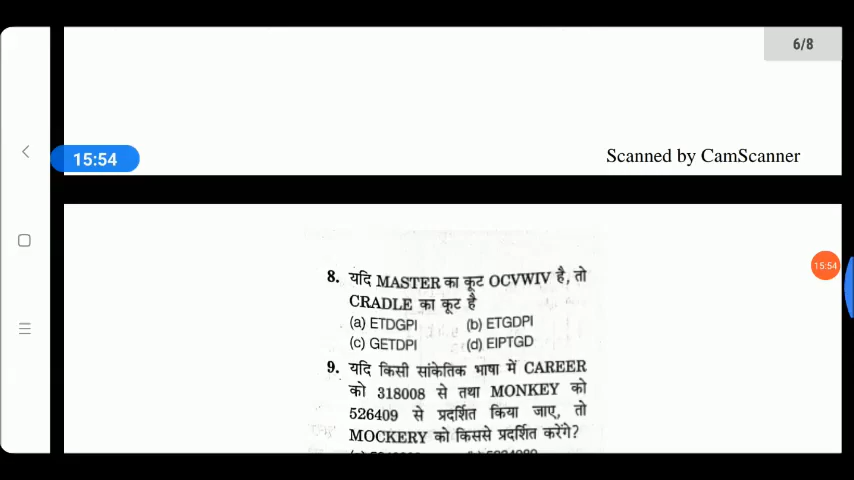 6/8
15:54
Scanned by CamScanner
15:54
8. यदि MASTER का कूट OCVWIV है, तो
CRADLE का कूट है
(a) ETDGPI (b) ETGDPI
(c) GETDPI (d) EIPTGD
9. यदि किसी सांकेतिक भाषा में CAREER
को 318008 से तथा MONKEY को
526409 से प्रदर्शित किया जाए, तो
MOCKERY को किससे प्रदर्शित करेंगे?